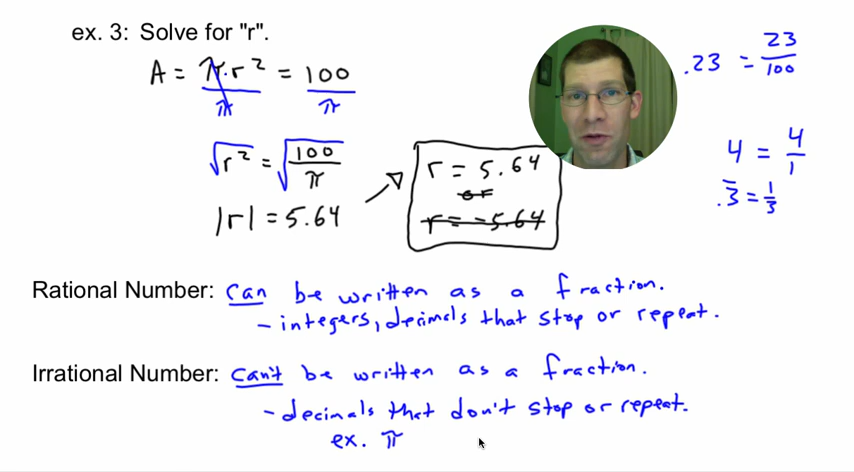 ex. 3: Solve for "r".
A = π·r² = 100
π π
√r² = √100/π
|r| = 5.64
r = 5.64
or
r = -5.64
.23 = 23/100
4 = 4/1
.3̅ = 1/3
Rational Number: can be written as a fraction.
- integers, decimals that stop or repeat.
Irrational Number: can't be written as a fraction.
- decimals that don't stop or repeat.
ex. π